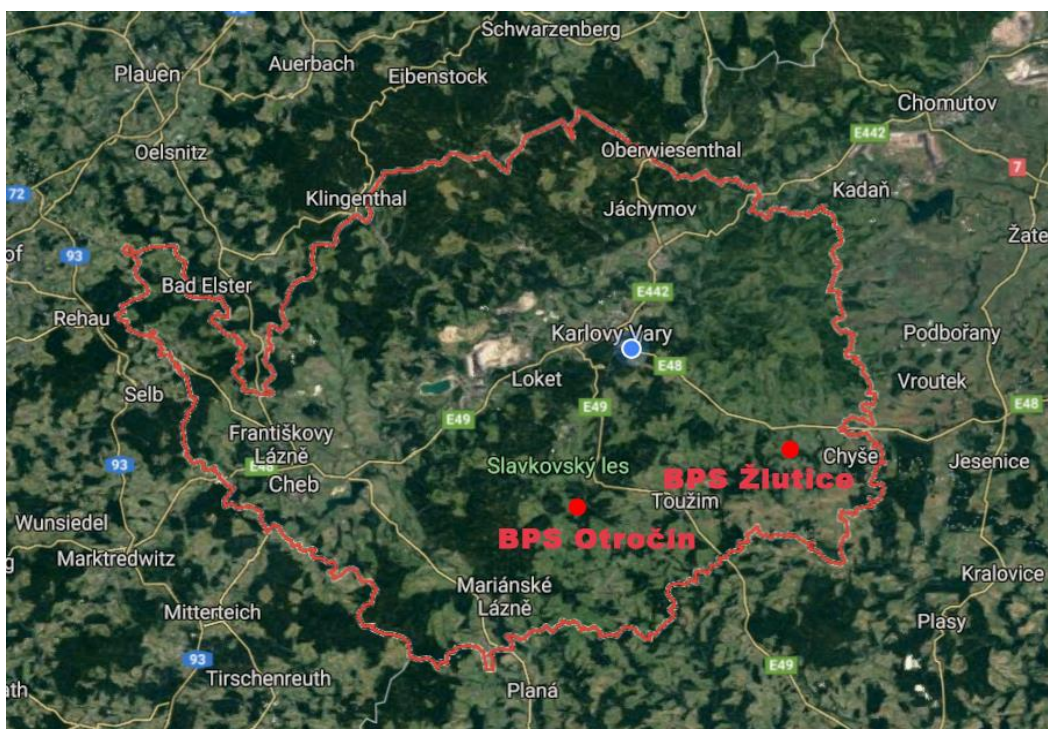 Schwarzenberg
Auerbach
Plauen
Eibenstock
Chomutov
E442
Oelsnitz
Oberwiesenthal
7
72
Klingenthal
Kadaň
Jáchymov
Žate
of
93
Bad Elster
E442
Rehau
Karlovy Vary
Podbořany
E48
Loket
Vroutek
Selb
E49
E49
E48
Františkovy
Lázně
Chyše
93
E48
Slavkovský les
Jesenice
Cheb
BPS Žlutice
Toužim
Wunsiedel
BPS Otročín
Marktredwitz
g
Kralovice
Mariánské
Lázně
Mitterteich
Plasy
93
E49
Tirschenreuth
ath
Planá